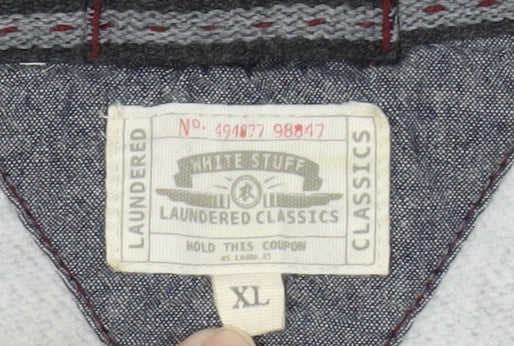 LAUNDERED
Nº. 494877 98847
WHITE STUFF
LAUNDERED CLASSICS
HOLD THIS COUPON
CLASSICS
XL